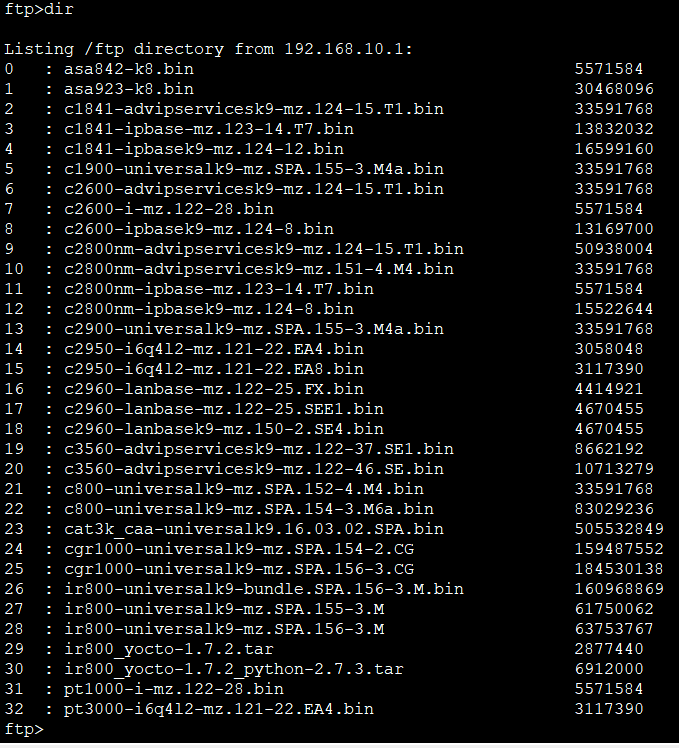 ftp>dir
Listing /ftp directory from 192.168.10.1:
0 : asa842-k8.bin 5571584
1 : asa923-k8.bin 30468096
2 : c1841-advipservicesk9-mz.124-15.T1.bin 33591768
3 : c1841-ipbase-mz.123-14.T7.bin 13832032
4 : c1841-ipbasek9-mz.124-12.bin 16599160
5 : c1900-universalk9-mz.SPA.155-3.M4a.bin 33591768
6 : c2600-advipservicesk9-mz.124-15.T1.bin 33591768
7 : c2600-i-mz.122-28.bin 5571584
8 : c2600-ipbasek9-mz.124-8.bin 13169700
9 : c2800nm-advipservicesk9-mz.124-15.T1.bin 50938004
10 : c2800nm-advipservicesk9-mz.151-4.M4.bin 33591768
11 : c2800nm-ipbase-mz.123-14.T7.bin 5571584
12 : c2800nm-ipbasek9-mz.124-8.bin 15522644
13 : c2900-universalk9-mz.SPA.155-3.M4a.bin 33591768
14 : c2950-i6q4l2-mz.121-22.EA4.bin 3058048
15 : c2950-i6q4l2-mz.121-22.EA8.bin 3117390
16 : c2960-lanbase-mz.122-25.FX.bin 4414921
17 : c2960-lanbase-mz.122-25.SEE1.bin 4670455
18 : c2960-lanbasek9-mz.150-2.SE4.bin 4670455
19 : c3560-advipservicesk9-mz.122-37.SE1.bin 8662192
20 : c3560-advipservicesk9-mz.122-46.SE.bin 10713279
21 : c800-universalk9-mz.SPA.152-4.M4.bin 33591768
22 : c800-universalk9-mz.SPA.154-3.M6a.bin 83029236
23 : cat3k_caa-universalk9.16.03.02.SPA.bin 505532849
24 : cgr1000-universalk9-mz.SPA.154-2.CG 159487552
25 : cgr1000-universalk9-mz.SPA.156-3.CG 184530138
26 : ir800-universalk9-bundle.SPA.156-3.M.bin 160968869
27 : ir800-universalk9-mz.SPA.155-3.M 61750062
28 : ir800-universalk9-mz.SPA.156-3.M 63753767
29 : ir800_yocto-1.7.2.tar 2877440
30 : ir800_yocto-1.7.2_python-2.7.3.tar 6912000
31 : pt1000-i-mz.122-28.bin 5571584
32 : pt3000-i6q4l2-mz.121-22.EA4.bin 3117390
ftp>